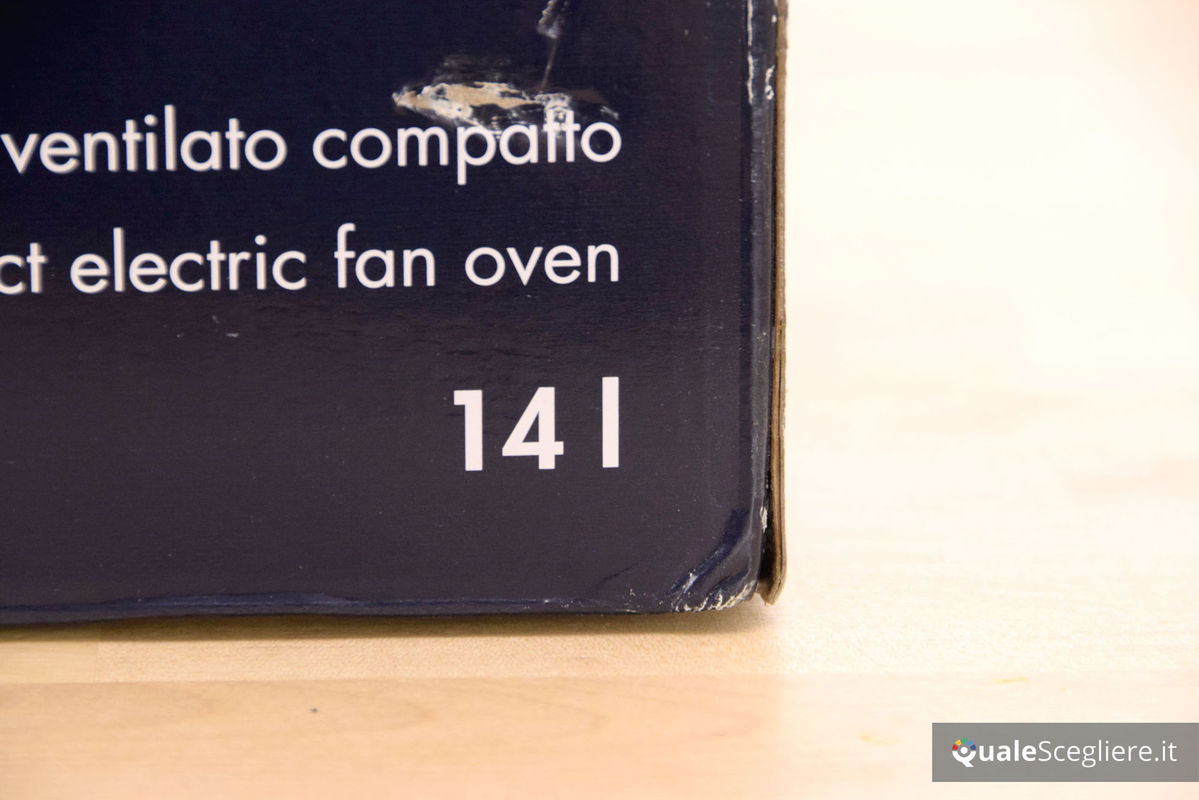 ventilato compatto
ct electric fan oven
14 l
QualeScegliere.it